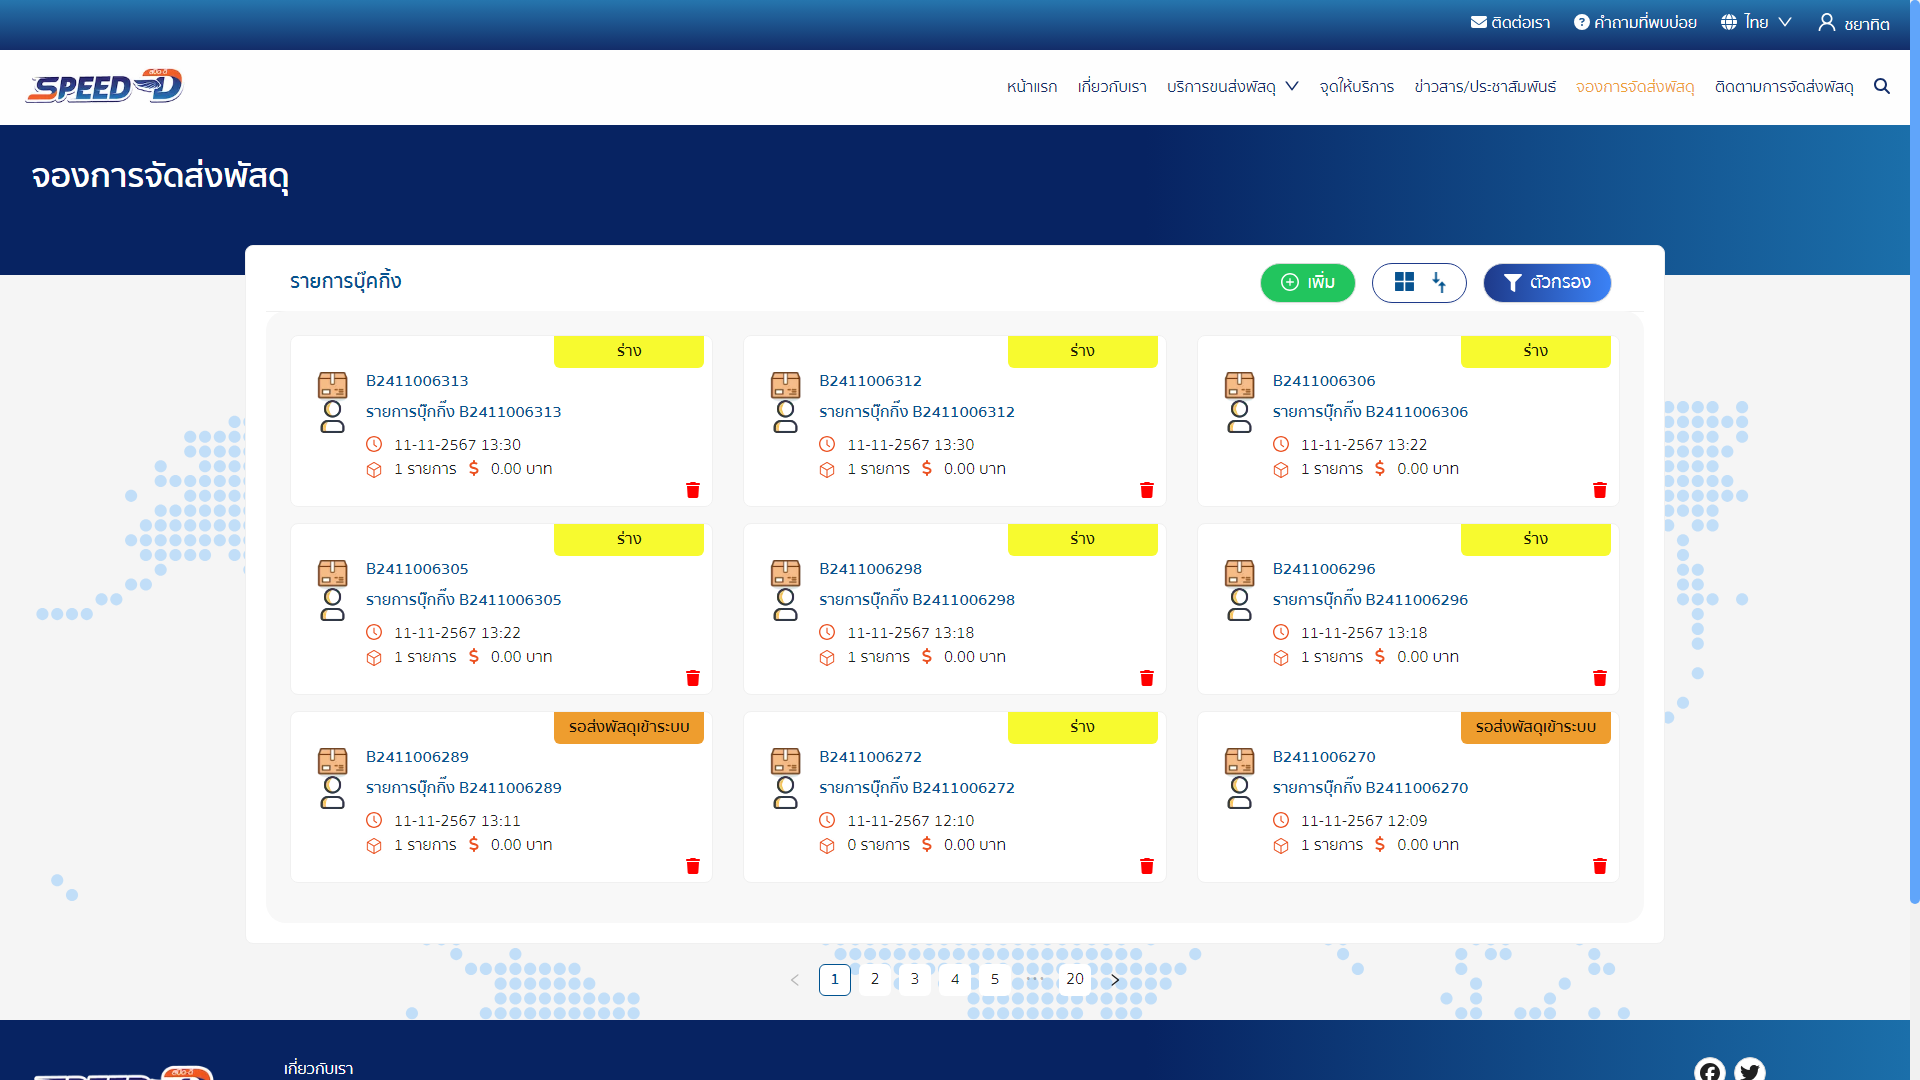 ติดต่อเรา คำถามที่พบบ่อย ไทย ชยาทิต
SPEED-D สปีด-ดี
หน้าแรก เกี่ยวกับเรา บริการขนส่งพัสดุ จุดให้บริการ ข่าวสาร/ประชาสัมพันธ์ จองการจัดส่งพัสดุ ติดตามการจัดส่งพัสดุ
จองการจัดส่งพัสดุ
รายการบุ๊คกิ้ง
เพิ่ม ตัวกรอง
ร่าง
B2411006313
รายการบุ๊กกิ๊ง B2411006313
11-11-2567 13:30
1 รายการ $ 0.00 บาท
ร่าง
B2411006312
รายการบุ๊กกิ๊ง B2411006312
11-11-2567 13:30
1 รายการ $ 0.00 บาท
ร่าง
B2411006306
รายการบุ๊กกิ๊ง B2411006306
11-11-2567 13:22
1 รายการ $ 0.00 บาท
ร่าง
B2411006305
รายการบุ๊กกิ๊ง B2411006305
11-11-2567 13:22
1 รายการ $ 0.00 บาท
ร่าง
B2411006298
รายการบุ๊กกิ๊ง B2411006298
11-11-2567 13:18
1 รายการ $ 0.00 บาท
ร่าง
B2411006296
รายการบุ๊กกิ๊ง B2411006296
11-11-2567 13:18
1 รายการ $ 0.00 บาท
รอส่งพัสดุเข้าระบบ
B2411006289
รายการบุ๊กกิ๊ง B2411006289
11-11-2567 13:11
1 รายการ $ 0.00 บาท
ร่าง
B2411006272
รายการบุ๊กกิ๊ง B2411006272
11-11-2567 12:10
0 รายการ $ 0.00 บาท
รอส่งพัสดุเข้าระบบ
B2411006270
รายการบุ๊กกิ๊ง B2411006270
11-11-2567 12:09
1 รายการ $ 0.00 บาท
< 1 2 3 4 5 ••• 20 >
เกี่ยวกับเรา